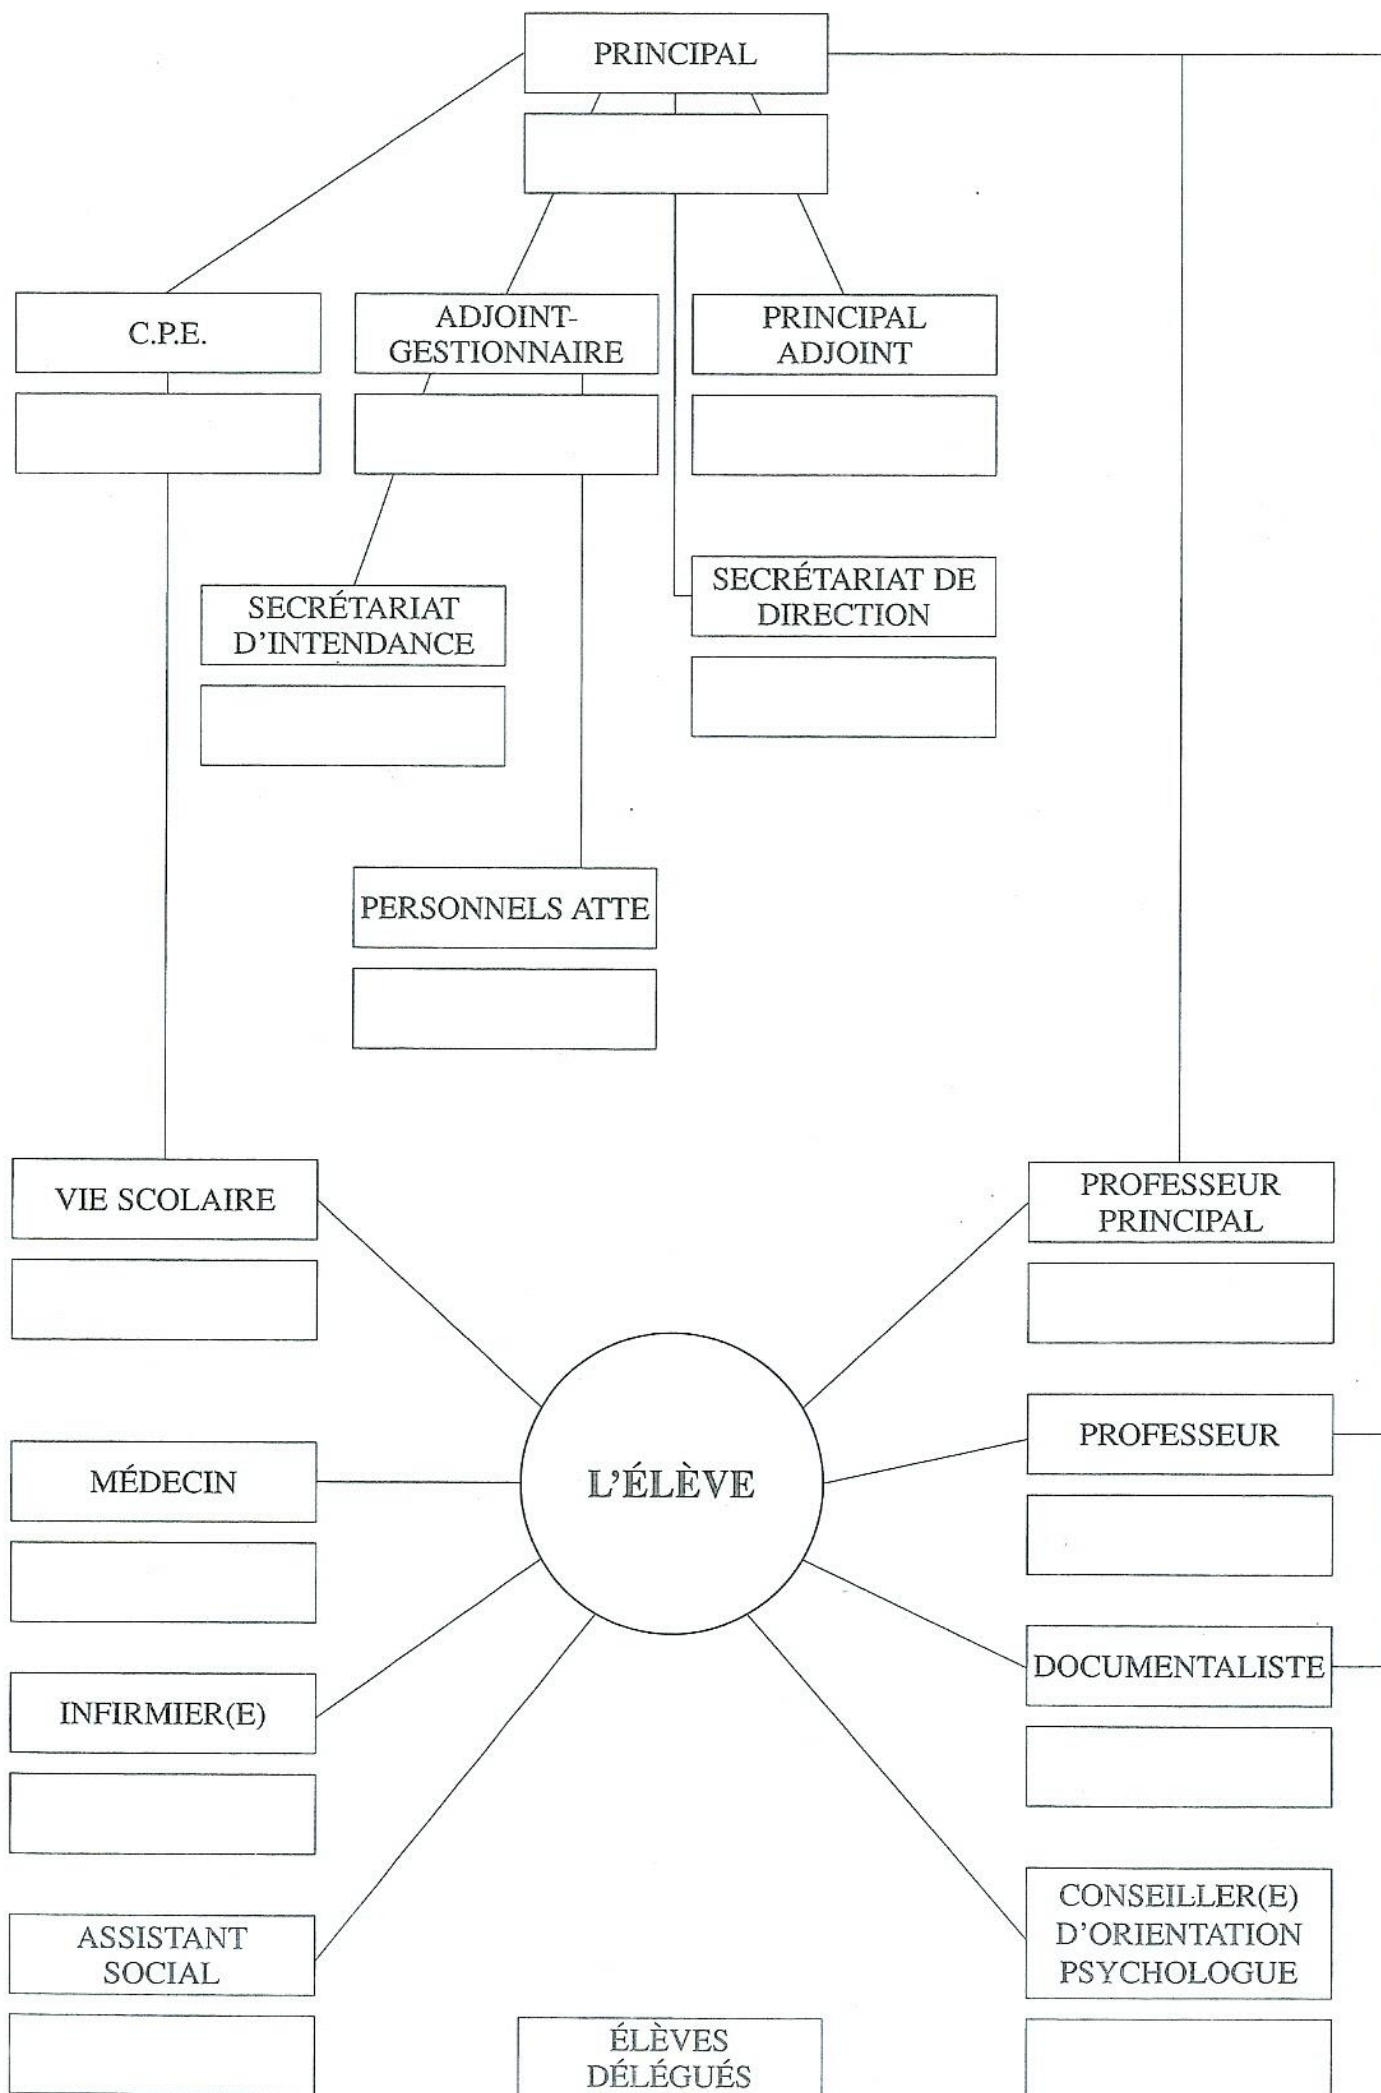 PRINCIPAL
C.P.E.
ADJOINT-
GESTIONNAIRE
PRINCIPAL
ADJOINT
SECRÉTARIAT
D'INTENDANCE
SECRÉTARIAT DE
DIRECTION
PERSONNELS ATTE
VIE SCOLAIRE
PROFESSEUR
PRINCIPAL
L'ÉLÈVE
PROFESSEUR
MÉDECIN
DOCUMENTALISTE
INFIRMIER(E)
CONSEILLER(E)
D'ORIENTATION
PSYCHOLOGUE
ASSISTANT
SOCIAL
ÉLÈVES
DÉLÉGUÉS